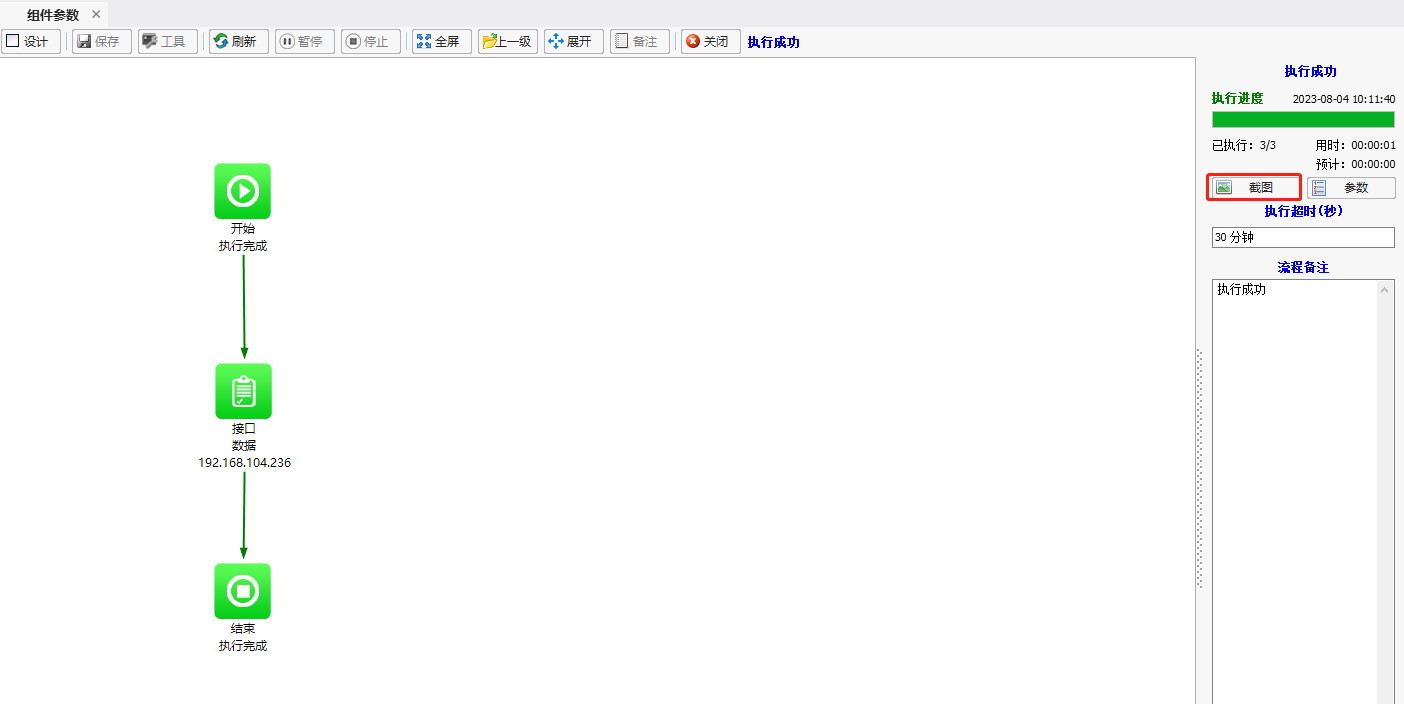 组件参数
设计 保存 工具 刷新 暂停 停止 全屏 上一级 展开 备注 关闭 执行成功
开始
执行完成
接口
数据
192.168.104.236
结束
执行完成
执行成功
执行进度 2023-08-04 10:11:40
已执行：3/3 用时：00:00:01
预计：00:00:00
截图 参数
执行超时(秒)
30 分钟
流程备注
执行成功